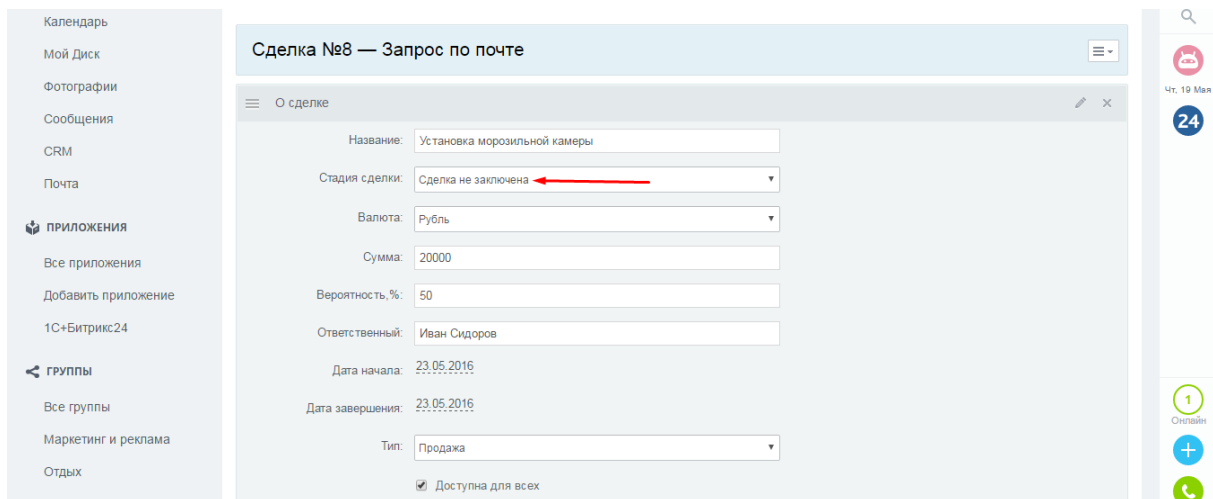 Календарь
Мой Диск
Фотографии
Сообщения
CRM
Почта
ПРИЛОЖЕНИЯ
Все приложения
Добавить приложение
1С+Битрикс24
ГРУППЫ
Все группы
Маркетинг и реклама
Отдых
Сделка №8 — Запрос по почте
О сделке
Название: Установка морозильной камеры
Стадия сделки: Сделка не заключена
Валюта: Рубль
Сумма: 20000
Вероятность,%: 50
Ответственный: Иван Сидоров
Дата начала: 23.05.2016
Дата завершения: 23.05.2016
Тип: Продажа
Доступна для всех
Чт, 19 Мая
24
1
Онлайн